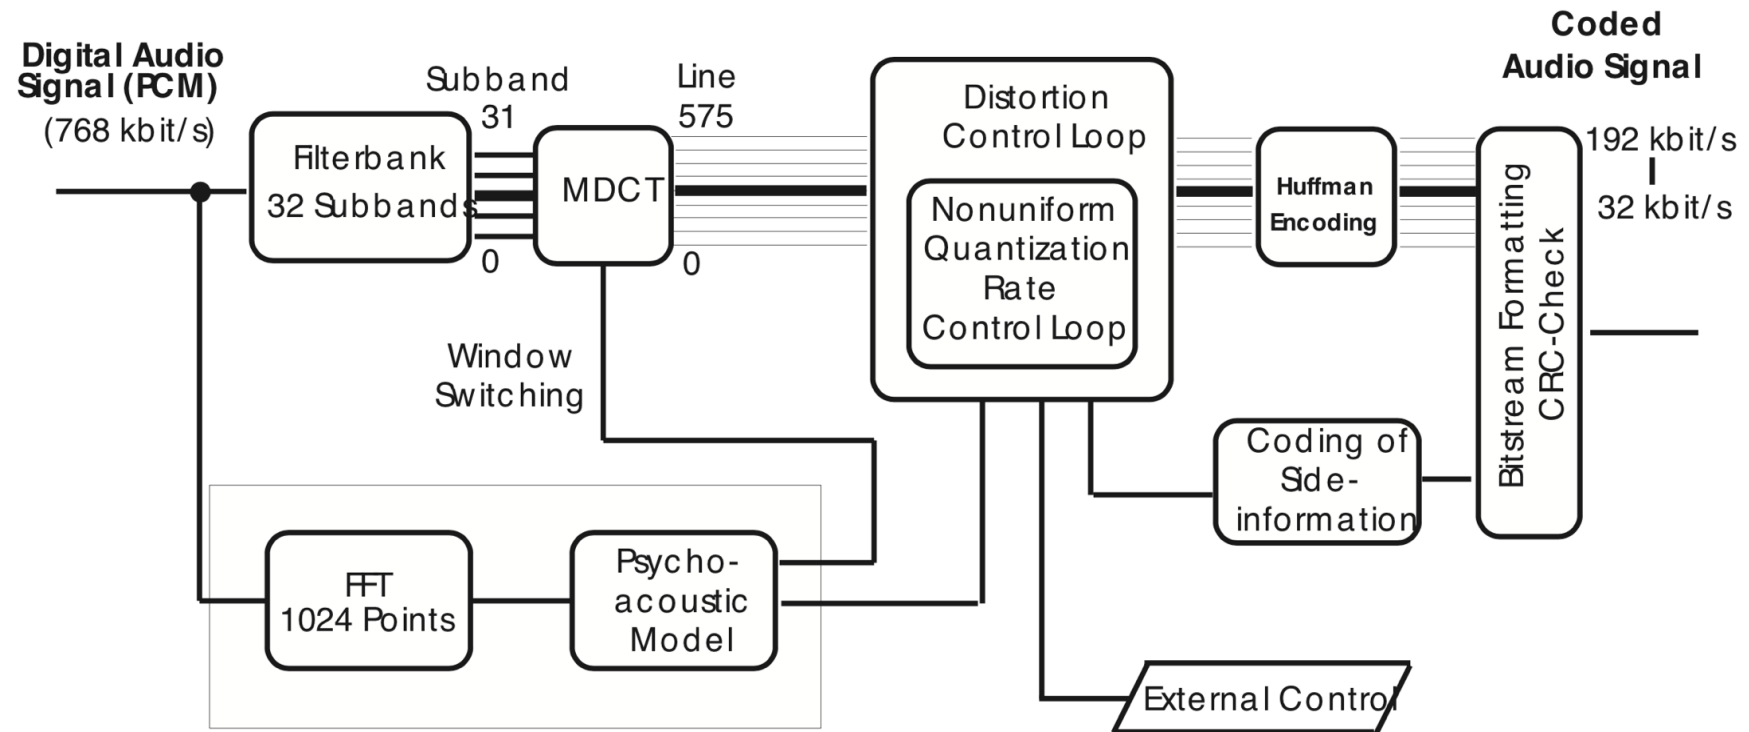 Digital Audio
Signal (PCM)
(768 kbit/s)
Filterbank
32 Subbands
Subband
31
0
MDCT
Line
575
0
Window
Switching
Distortion
Control Loop
Nonuniform
Quantization
Rate
Control Loop
Huffman
Encoding
Bitstream Formatting
CRC-Check
Coded
Audio Signal
192 kbit/s
32 kbit/s
Coding of
Side-
information
FFT
1024 Points
Psycho-
acoustic
Model
External Control